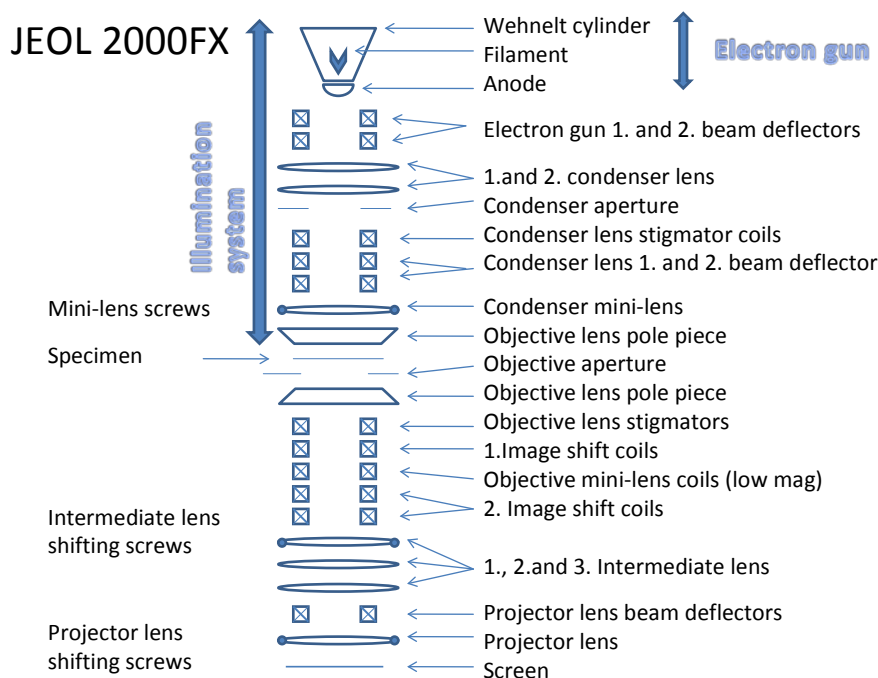 JEOL 2000FX
Wehnelt cylinder
Filament
Anode
Electron gun
Electron gun 1. and 2. beam deflectors
Illumination
system
1.and 2. condenser lens
Condenser aperture
Condenser lens stigmator coils
Condenser lens 1. and 2. beam deflector
Mini-lens screws
Condenser mini-lens
Objective lens pole piece
Specimen
Objective aperture
Objective lens pole piece
Objective lens stigmators
1.Image shift coils
Objective mini-lens coils (low mag)
2. Image shift coils
Intermediate lens
shifting screws
1., 2.and 3. Intermediate lens
Projector lens beam deflectors
Projector lens
shifting screws
Projector lens
Screen